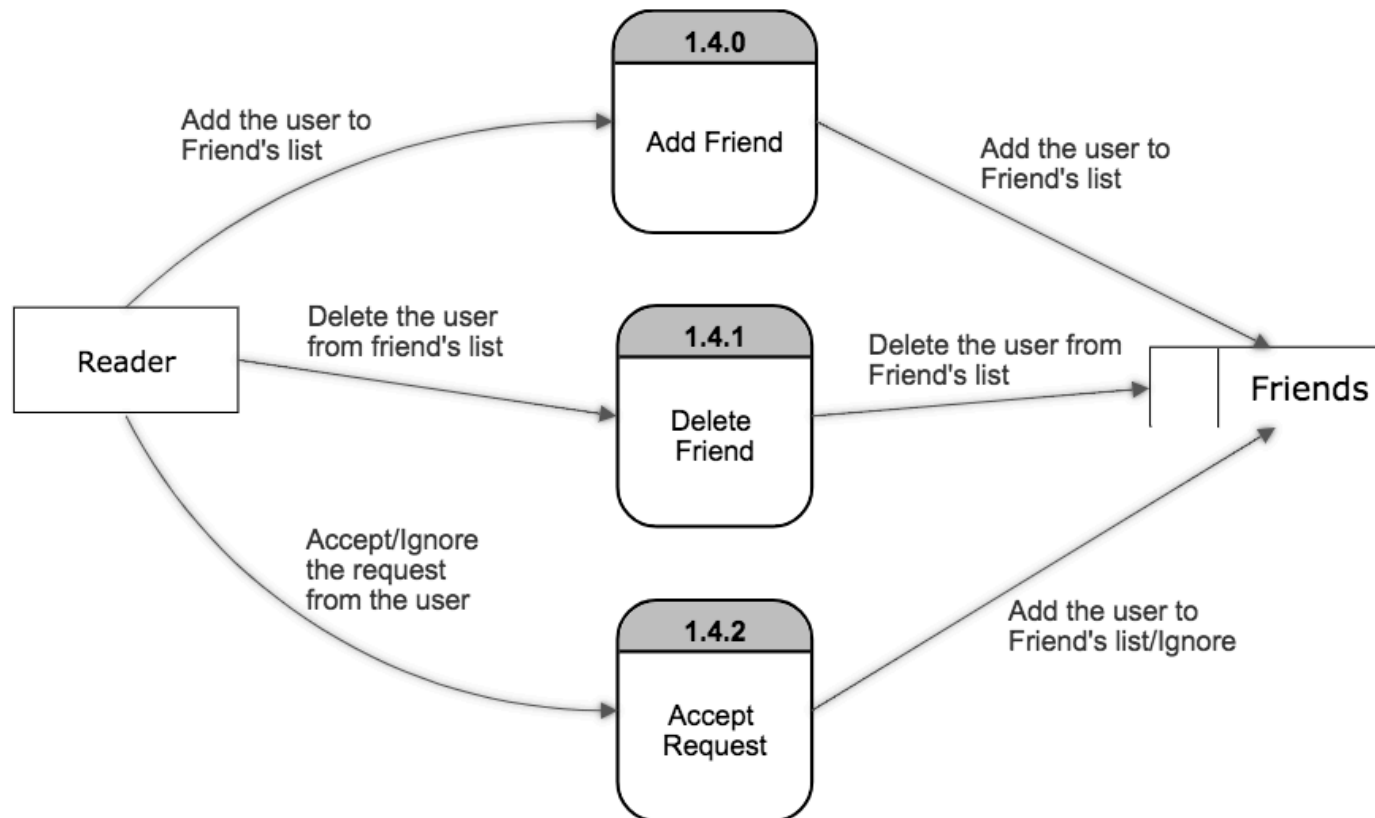 1.4.0
Add Friend
Add the user to
Friend's list
Add the user to
Friend's list
Reader
Delete the user
from friend's list
1.4.1
Delete
Friend
Delete the user from
Friend's list
Friends
Accept/Ignore
the request
from the user
1.4.2
Accept
Request
Add the user to
Friend's list/Ignore